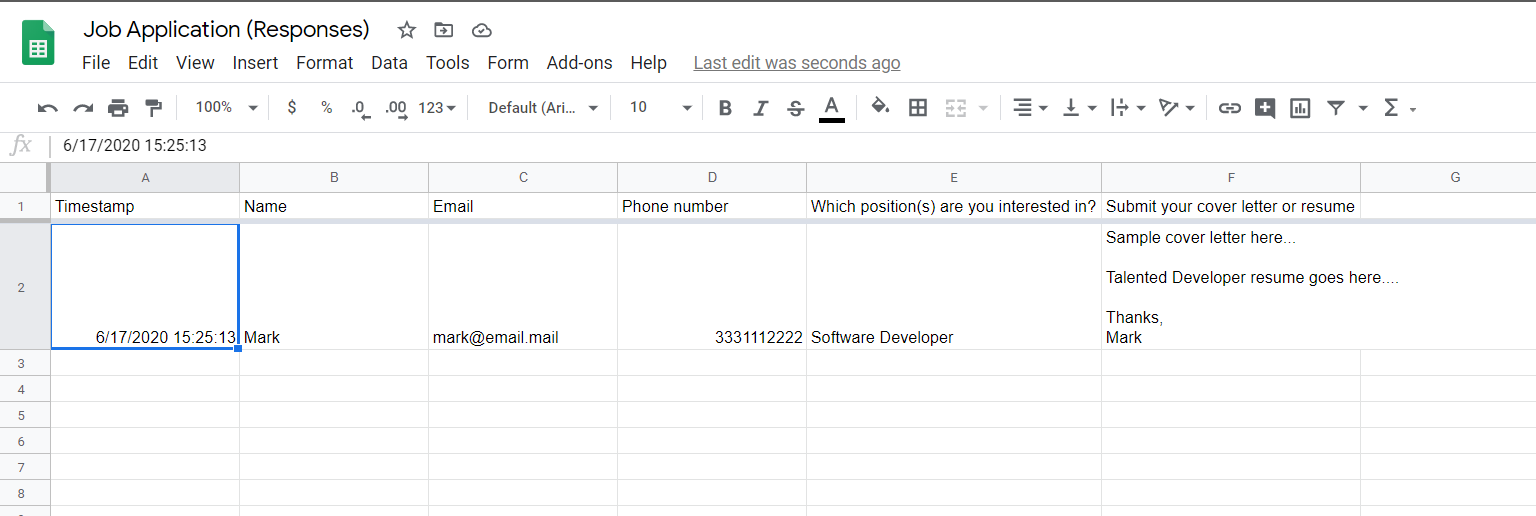 Job Application (Responses)
File Edit View Insert Format Data Tools Form Add-ons Help Last edit was seconds ago
100% $ % .0 .00 123 Default (Ari... 10 B I S A Σ
fx 6/17/2020 15:25:13
A B C D E F G
1 Timestamp Name Email Phone number Which position(s) are you interested in? Submit your cover letter or resume
Sample cover letter here...
Talented Developer resume goes here....
2
Thanks,
6/17/2020 15:25:13 Mark mark@email.mail 3331112222 Software Developer Mark
3
4
5
6
7
8